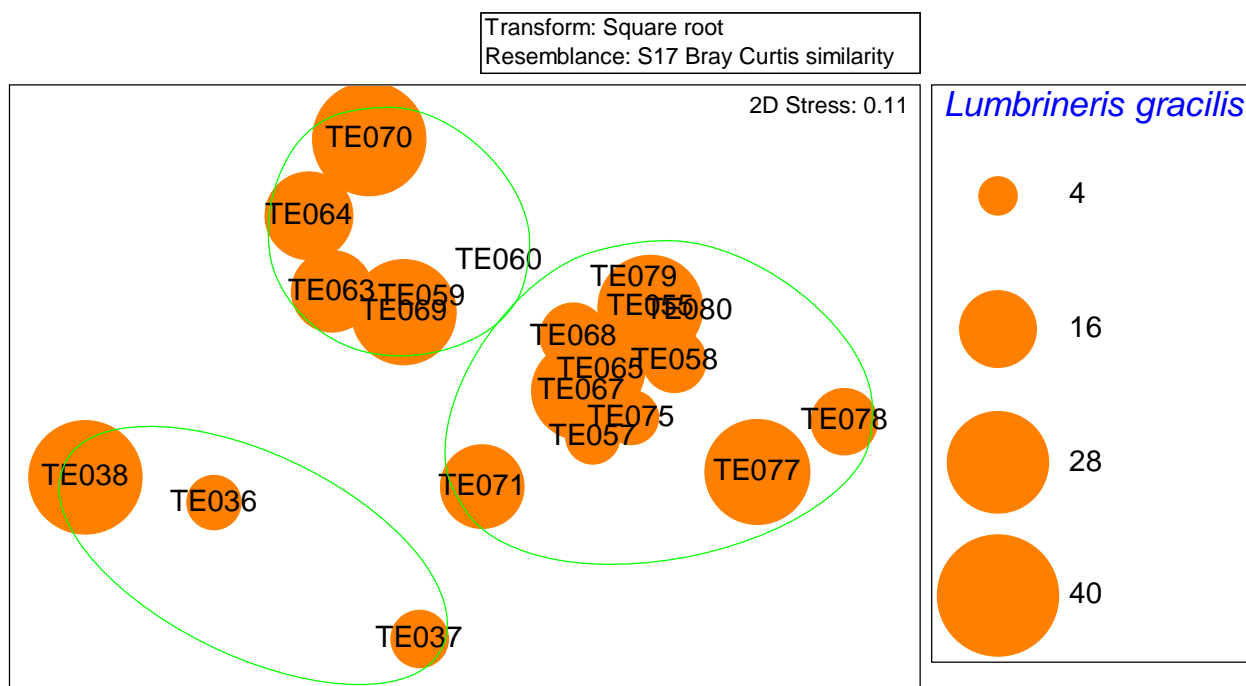 Transform: Square root
Resemblance: S17 Bray Curtis similarity
2D Stress: 0.11
Lumbrineris gracilis
4
16
28
40
TE070
TE064
TE060
TE063
TE059
TE069
TE079
TE055
TE080
TE068
TE058
TE065
TE067
TE075
TE078
TE057
TE077
TE071
TE038
TE036
TE037